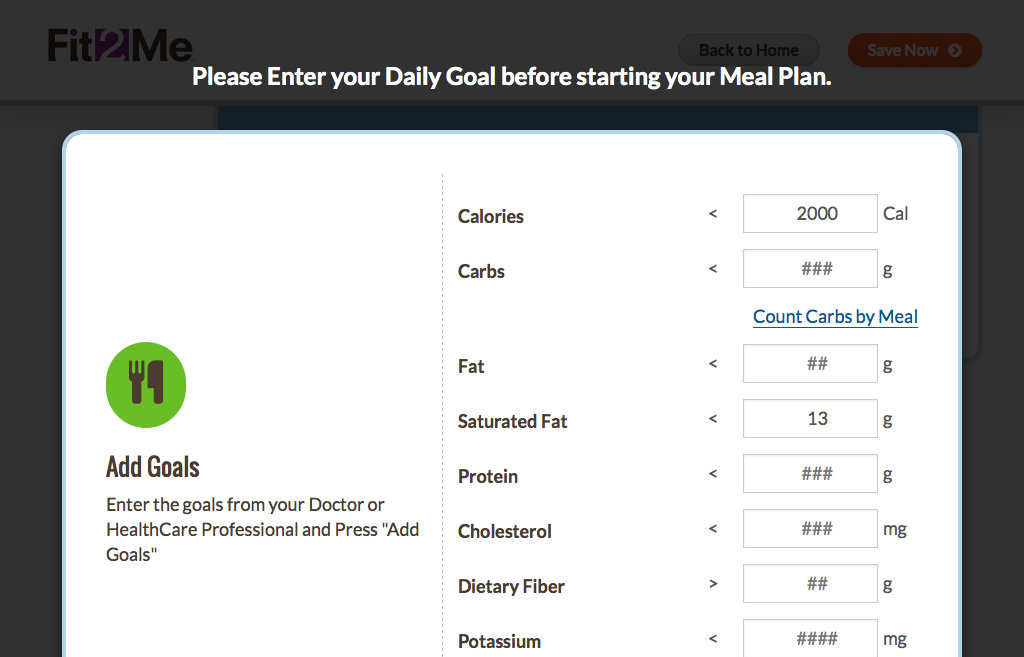 Fit2Me
Back to Home
Save Now
Please Enter your Daily Goal before starting your Meal Plan.
Calories < 2000 Cal
Carbs < ### g
Count Carbs by Meal
Fat < ## g
Saturated Fat < 13 g
Protein < ### g
Cholesterol < ### mg
Dietary Fiber > ## g
Potassium < #### mg
Add Goals
Enter the goals from your Doctor or
HealthCare Professional and Press "Add
Goals"